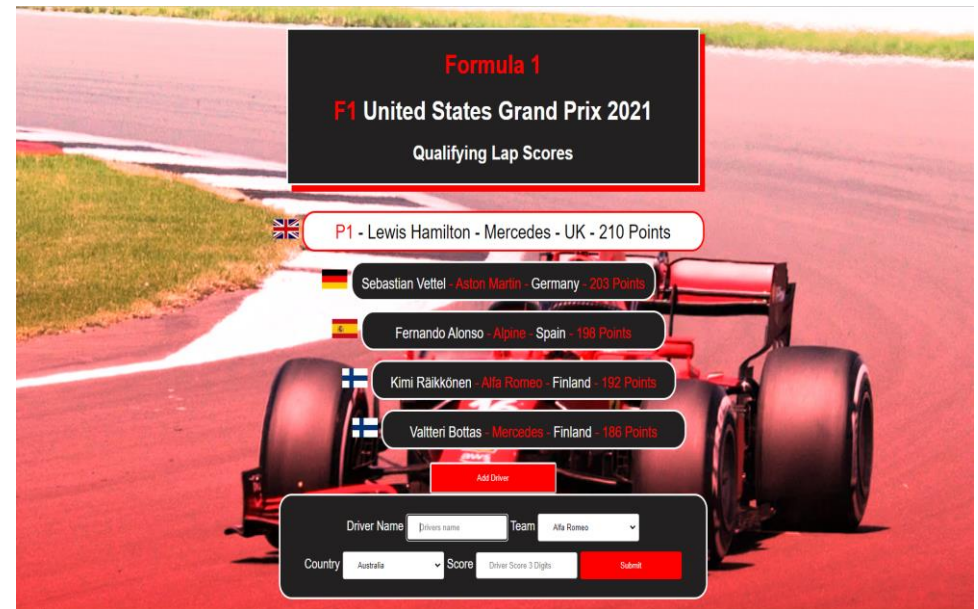 Formula 1
F1 United States Grand Prix 2021
Qualifying Lap Scores
P1 - Lewis Hamilton - Mercedes - UK - 210 Points
Sebastian Vettel - Aston Martin - Germany - 203 Points
Fernando Alonso - Alpine - Spain - 198 Points
Kimi Räikkönen - Alfa Romeo - Finland - 192 Points
Valtteri Bottas - Mercedes - Finland - 186 Points
aws
Add Driver
Driver Name Drivers name Team Alfa Romeo
Country Australia Score Driver Score 3 Digits Submit